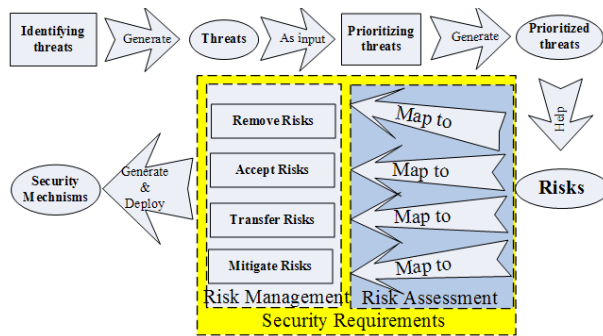 Identifying
threats
Generate
Threats
As input
Prioritizing
threats
Generate
Prioritized
threats
Help
Risks
Map to
Map to
Map to
Map to
Risk Assessment
Remove Risks
Accept Risks
Transfer Risks
Mitigate Risks
Risk Management
Security Requirements
Generate
&
Deploy
Security
Mechnisms